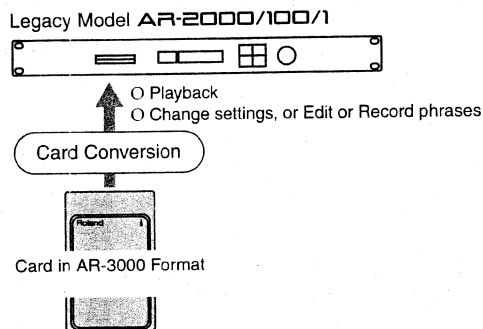 Legacy Model AR-2000/100/1
O Playback
O Change settings, or Edit or Record phrases
Card Conversion
Roland
Card in AR-3000 Format